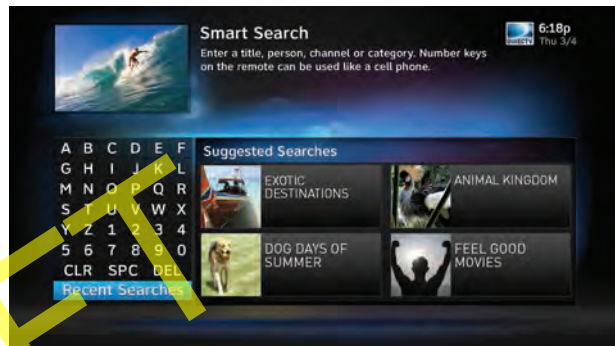 Smart Search
Enter a title, person, channel or category. Number keys
on the remote can be used like a cell phone.
DIRECTV
6:18p
Thu 3/4
A B C D E F
G H I J K L
M N O P Q R
S T U V W X
Y Z 1 2 3 4
5 6 7 8 9 0
CLR SPC DEL
Recent Searches
Suggested Searches
EXOTIC
DESTINATIONS
ANIMAL KINGDOM
DOG DAYS OF
SUMMER
FEEL GOOD
MOVIES